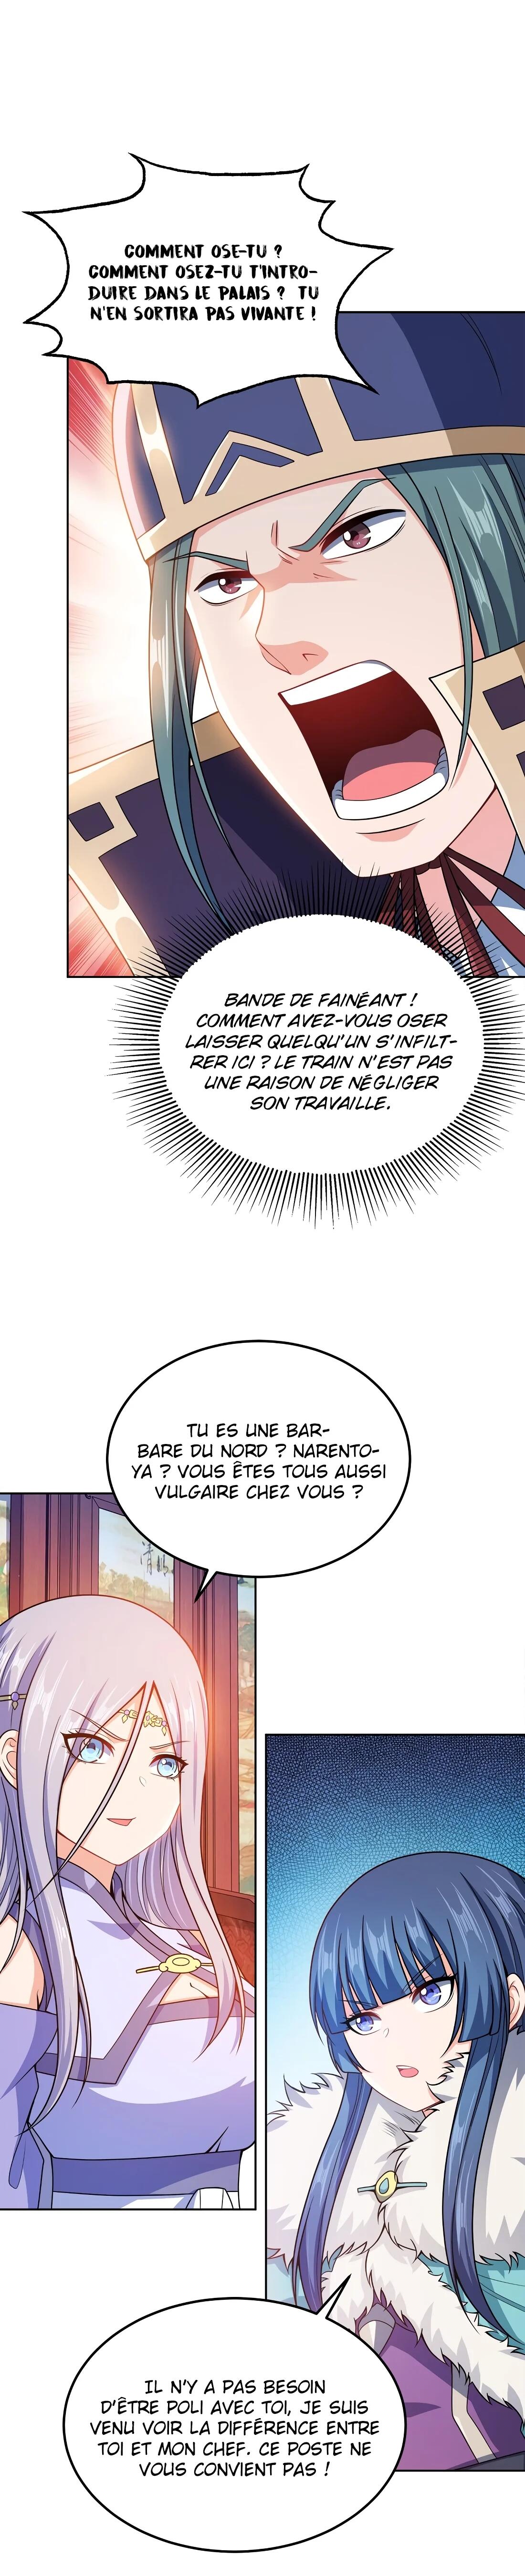 COMMENT OSE-TU ?
COMMENT OSEZ-TU T'INTRO-
DUIRE DANS LE PALAIS ? TU
N'EN SORTIRA PAS VIVANTE !
BANDE DE FAINÉANT !
COMMENT AVEZ-VOUS OSER
LAISSER QUELQU'UN S'INFILT-
RER ICI ? LE TRAIN N'EST PAS
UNE RAISON DE NÉGLIGER
SON TRAVAILLE.
TU ES UNE BAR-
BARE DU NORD ? NARENTO-
YA ? VOUS ÊTES TOUS AUSSI
VULGAIRE CHEZ VOUS ?
IL N'Y A PAS BESOIN
D'ÊTRE POLI AVEC TOI, JE SUIS
VENU VOIR LA DIFFÉRENCE ENTRE
TOI ET MON CHEF. CE POSTE NE
VOUS CONVIENT PAS !